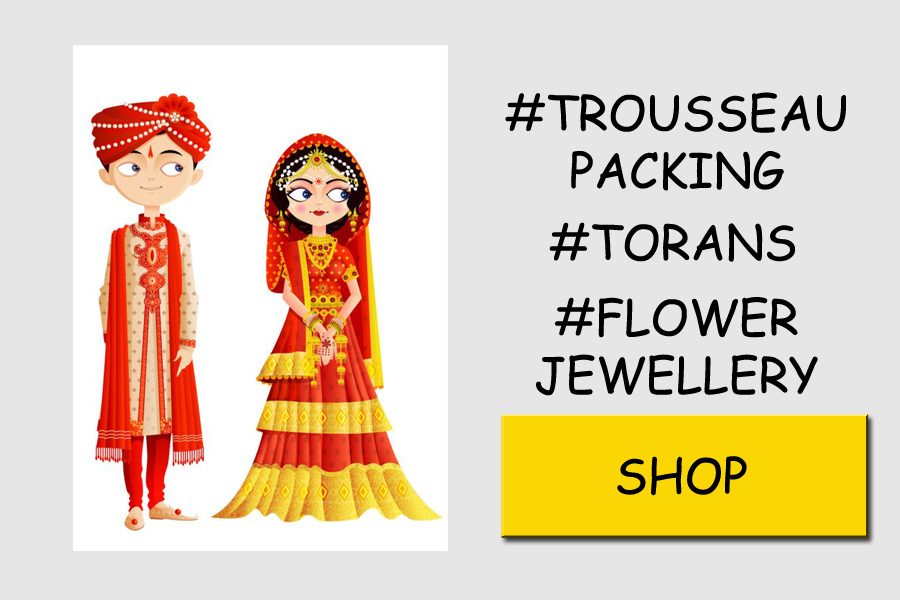 #TROUSSEAU
PACKING
#TORANS
#FLOWER
JEWELLERY
SHOP